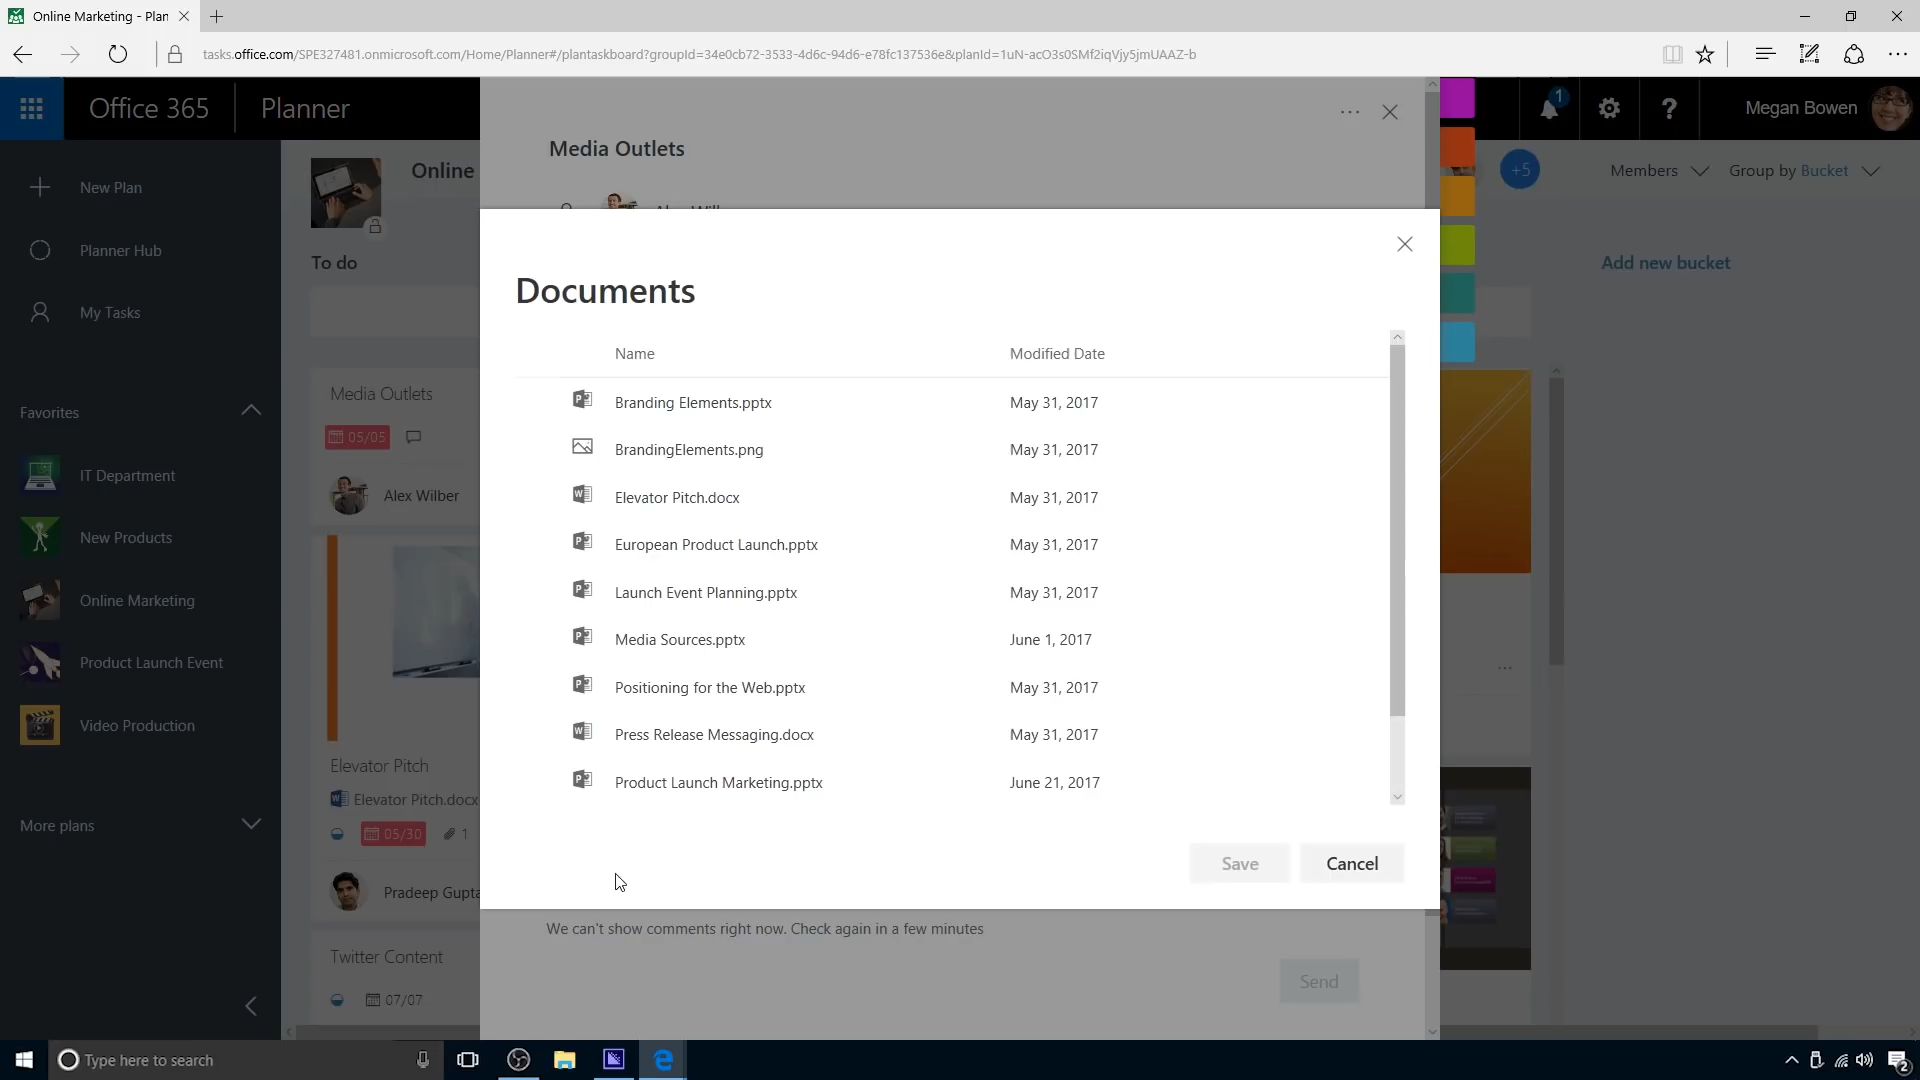 Online Marketing - Plan
tasks.office.com/SPE327481.onmicrosoft.com/Home/Planner#/plantaskboard?groupId=34e0cb72-3533-4d6c-94d6-e78fc137536e&planId=1uN-acO3s0SMf2iqVjy5jmUAAZ-b
Office 365
Planner
1
?
Megan Bowen
New Plan
Planner Hub
My Tasks
Favorites
IT Department
New Products
Online Marketing
Product Launch Event
Video Production
More plans
Online
+5
Members
Group by Bucket
To do
Add new bucket
Media Outlets
05/05
Alex Wilber
Elevator Pitch
Elevator Pitch.docx
05/30
1
Pradeep Gupta
Twitter Content
07/07
Media Outlets
Documents
Name
Modified Date
Branding Elements.pptx
May 31, 2017
BrandingElements.png
May 31, 2017
Elevator Pitch.docx
May 31, 2017
European Product Launch.pptx
May 31, 2017
Launch Event Planning.pptx
May 31, 2017
Media Sources.pptx
June 1, 2017
Positioning for the Web.pptx
May 31, 2017
Press Release Messaging.docx
May 31, 2017
Product Launch Marketing.pptx
June 21, 2017
Save
Cancel
We can't show comments right now. Check again in a few minutes
Send
Type here to search
2